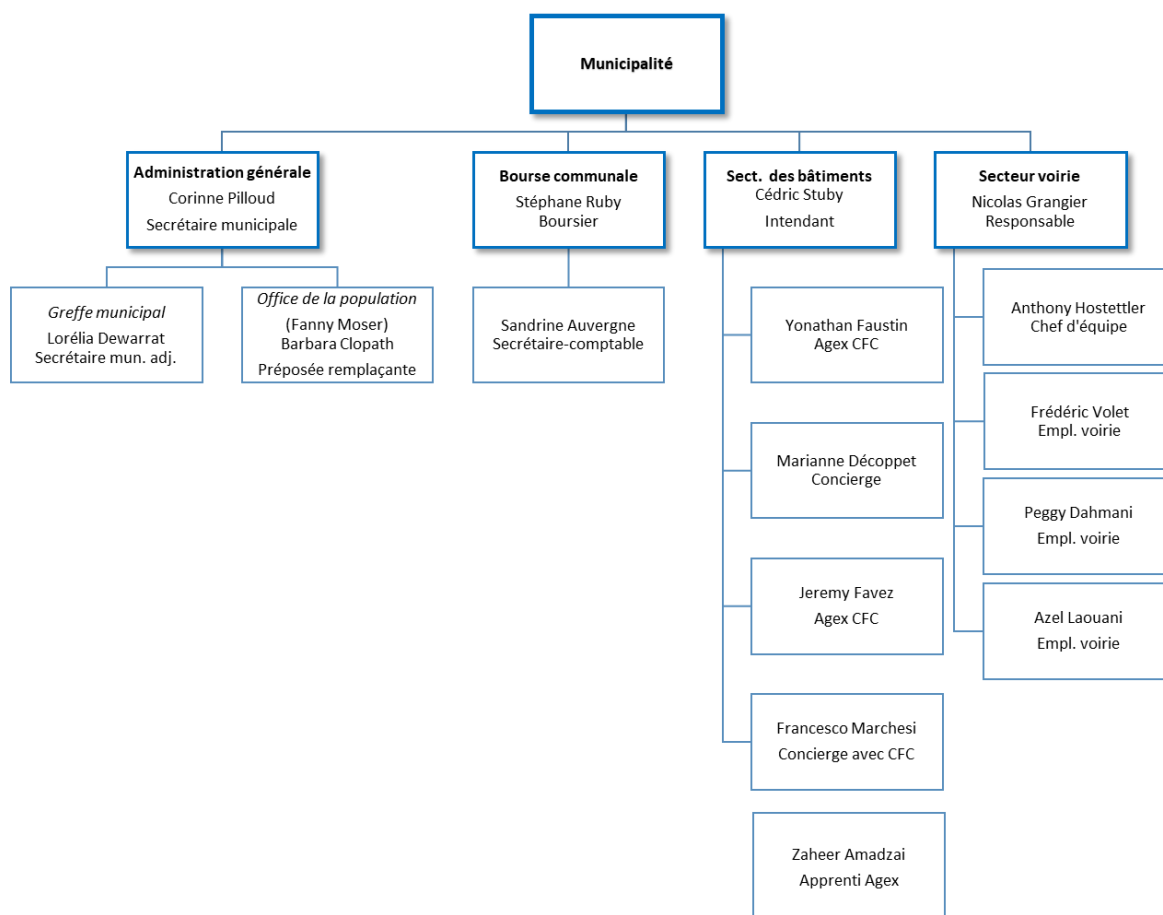 Municipalité
Administration générale
Corinne Pilloud
Secrétaire municipale
Bourse communale
Stéphane Ruby
Boursier
Sect. des bâtiments
Cédric Stuby
Intendant
Secteur voirie
Nicolas Grangier
Responsable
Greffe municipal
Lorélia Dewarrat
Secrétaire mun. adj.
Office de la population
(Fanny Moser)
Barbara Clopath
Préposée remplaçante
Sandrine Auvergne
Secrétaire-comptable
Yonathan Faustin
Agex CFC
Marianne Décoppet
Concierge
Jeremy Favez
Agex CFC
Francesco Marchesi
Concierge avec CFC
Zaheer Amadzai
Apprenti Agex
Anthony Hostettler
Chef d'équipe
Frédéric Volet
Empl. voirie
Peggy Dahmani
Empl. voirie
Azel Laouani
Empl. voirie